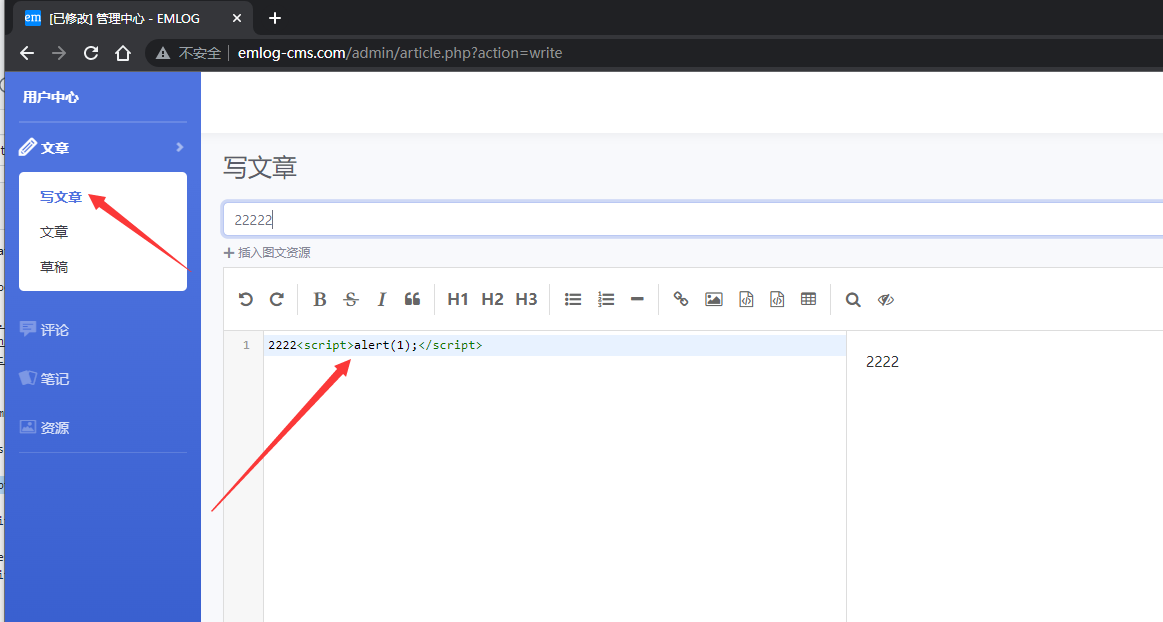 em [已修改] 管理中心 - EMLOG
不安全 emlog-cms.com/admin/article.php?action=write
用户中心
文章
写文章
文章
草稿
评论
笔记
资源
写文章
22222
插入图文资源
B S I H1 H2 H3
1 2222<script>alert(1);</script>
2222